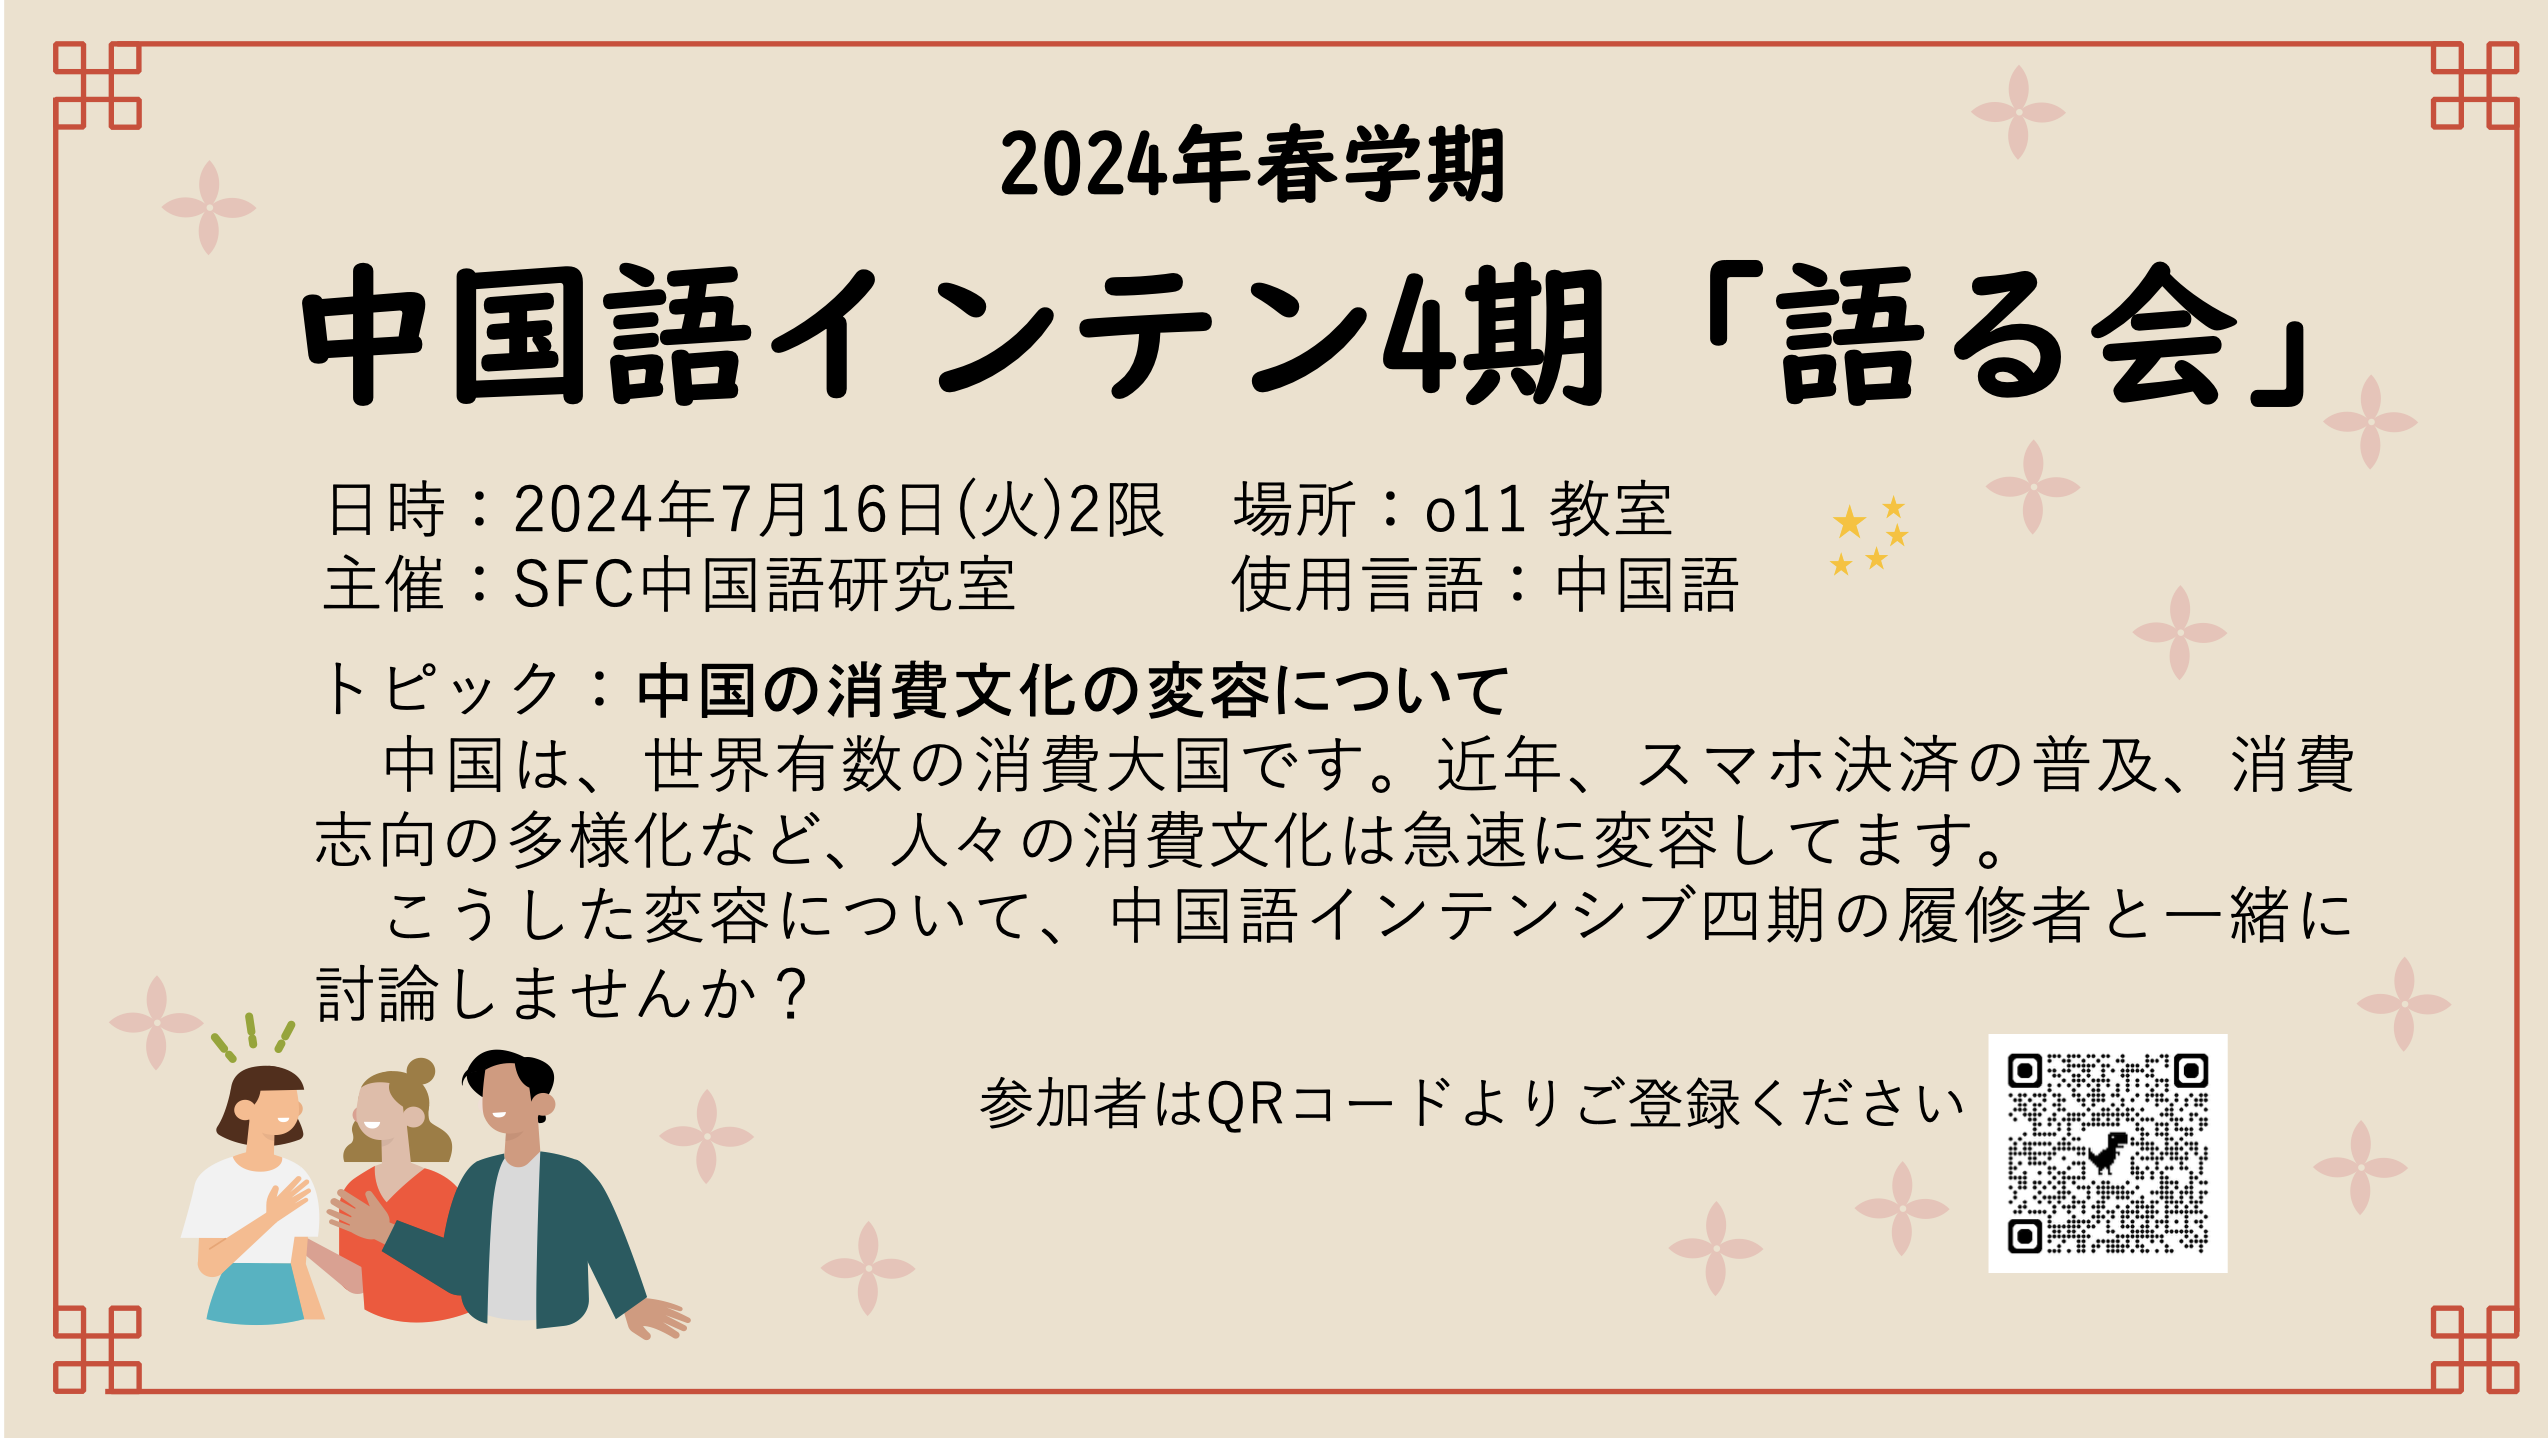 2024年春学期
中国語インテン4期「語る会」
日時：2024年7月16日(火)2限　場所：o11 教室
主催：SFC中国語研究室　使用言語：中国語
トピック：中国の消費文化の変容について
　中国は、世界有数の消費大国です。近年、スマホ決済の普及、消費
志向の多様化など、人々の消費文化は急速に変容してます。
　こうした変容について、中国語インテンシブ四期の履修者と一緒に
討論しませんか？
参加者はQRコードよりご登録ください